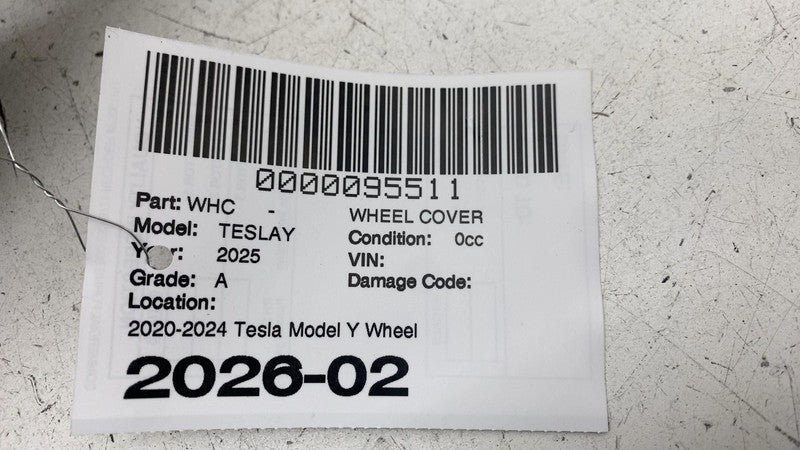 0000095511
Part: WHC - WHEEL COVER
Model: TESLAY Condition: 0cc
Year: 2025 VIN:
Grade: A Damage Code:
Location:
2020-2024 Tesla Model Y Wheel
2026-02